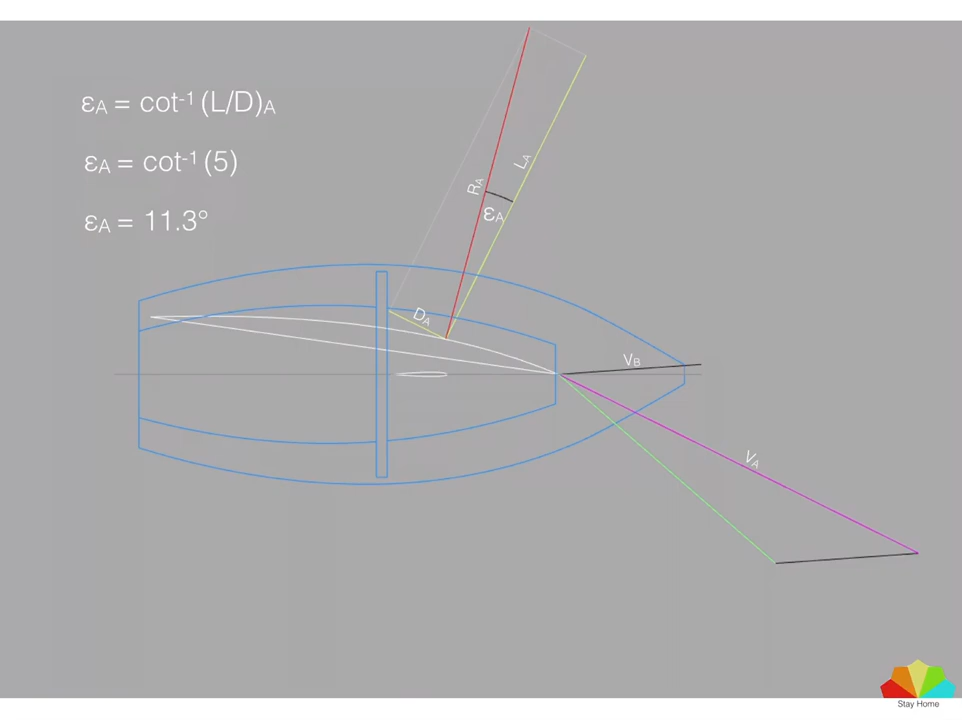 εA = cot-1 (L/D)A
εA = cot-1 (5)
εA = 11.3°
LA
RA
εA
DA
VB
VA
Stay Home